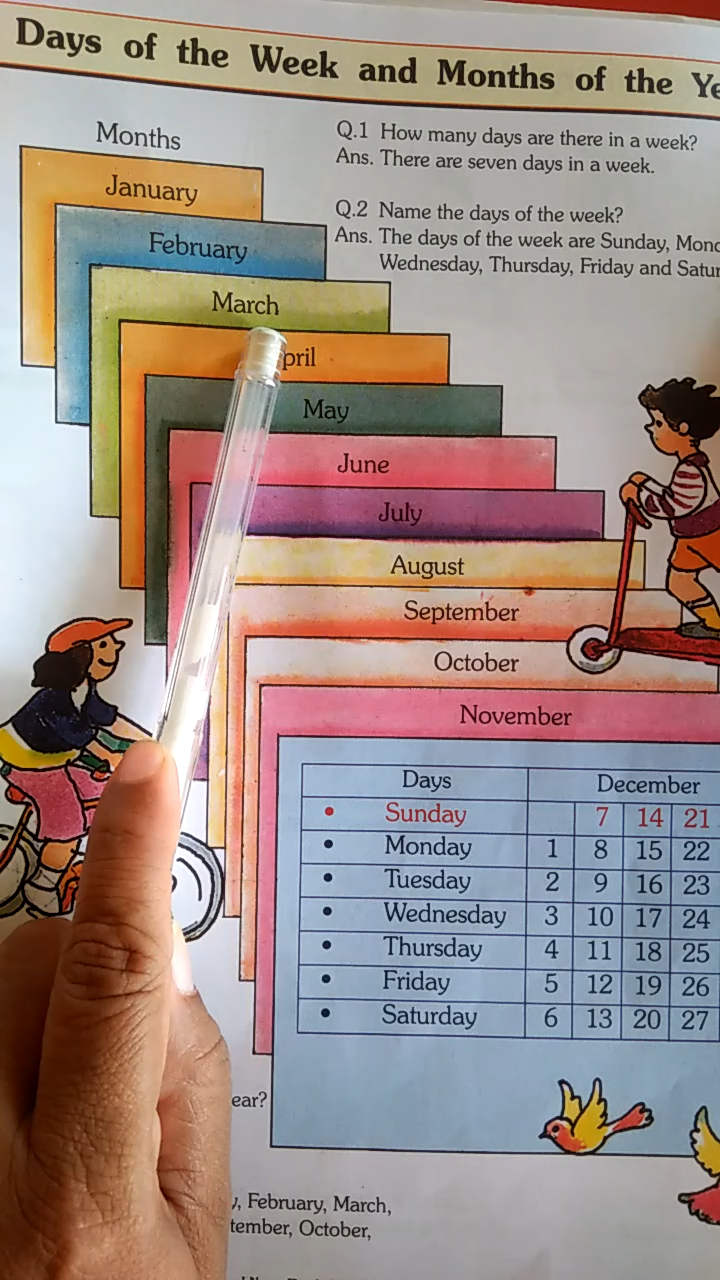 Days of the Week and Months of the Ye
Months
January
February
March
pril
May
June
July
August
September
October
November
Q.1 How many days are there in a week?
Ans. There are seven days in a week.
Q.2 Name the days of the week?
Ans. The days of the week are Sunday, Mond
Wednesday, Thursday, Friday and Satur
Days December
• Sunday 7 14 21
• Monday 1 8 15 22
• Tuesday 2 9 16 23
• Wednesday 3 10 17 24
• Thursday 4 11 18 25
• Friday 5 12 19 26
• Saturday 6 13 20 27
ear?
y, February, March,
tember, October,